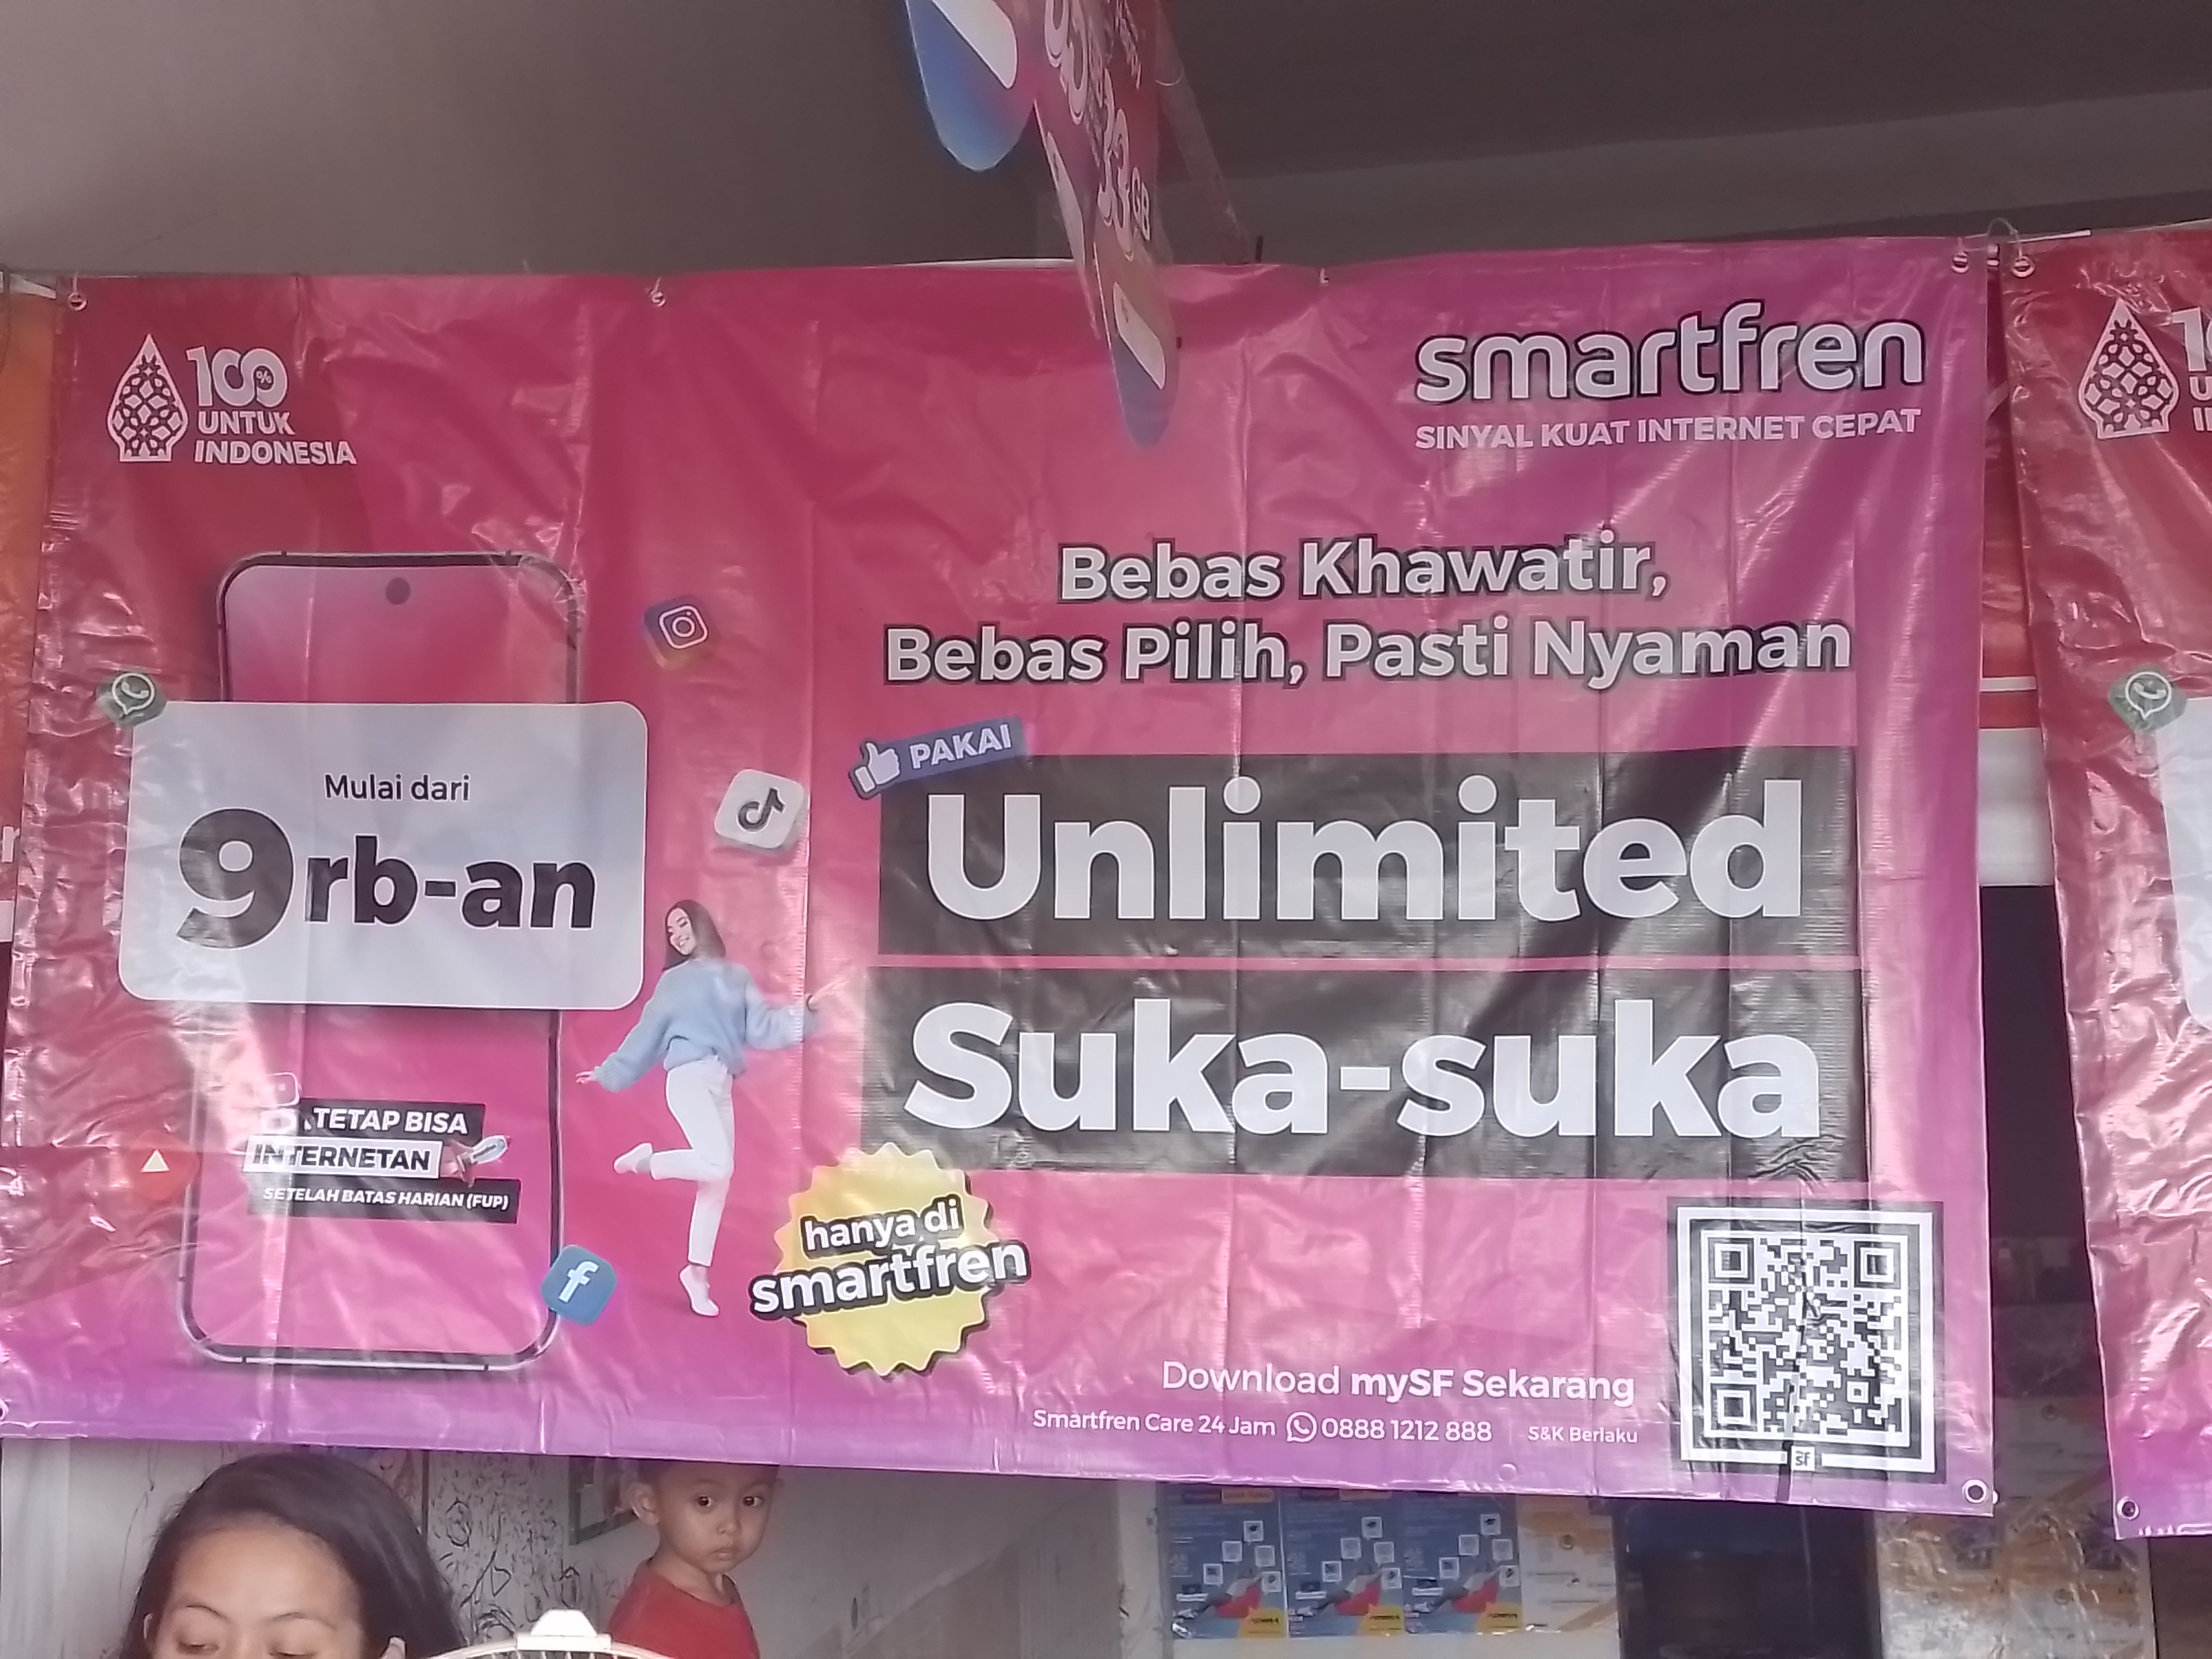 100%
UNTUK
INDONESIA
smartfren
SINYAL KUAT INTERNET CEPAT
Bebas Khawatir,
Bebas Pilih, Pasti Nyaman
PAKAI
Unlimited
Suka-suka
Mulai dari
9rb-an
TETAP BISA
INTERNETAN
SETELAH BATAS HARIAN (FUP)
hanya di
smartfren
Download mySF Sekarang
Smartfren Care 24 Jam 0888 1212 888 S&K Berlaku
sf
GB